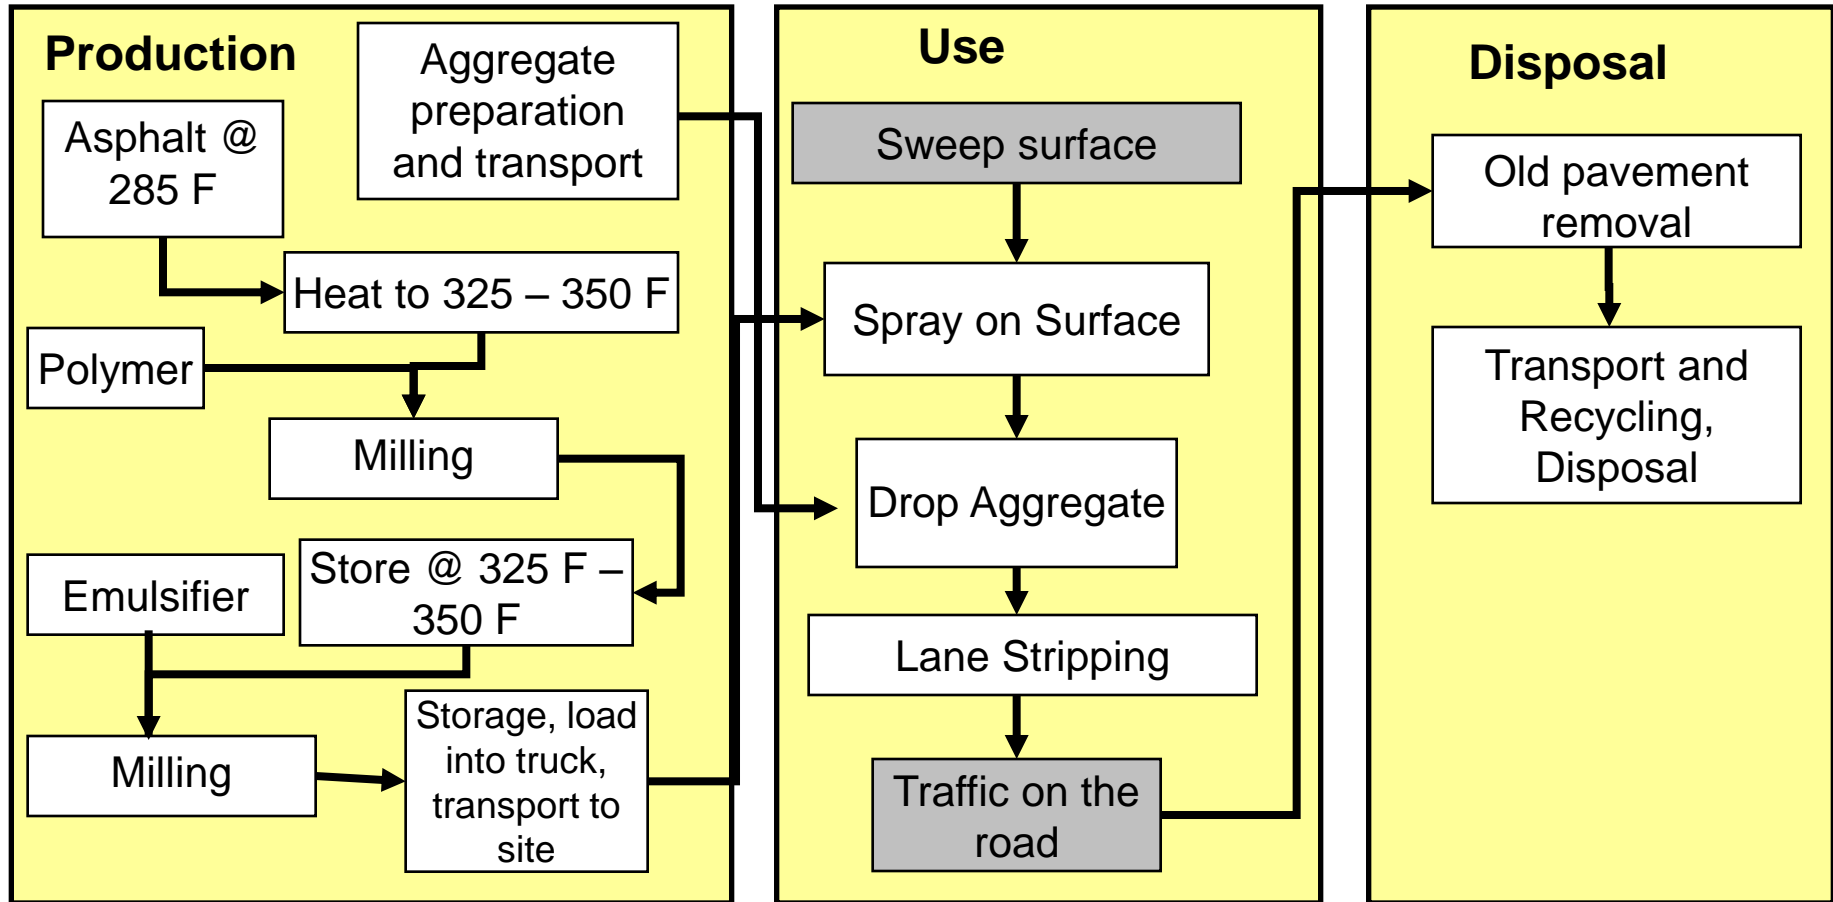 Production
Aggregate
preparation
and transport
Asphalt @
285 F
Heat to 325 – 350 F
Polymer
Milling
Emulsifier
Store @ 325 F –
350 F
Milling
Storage, load
into truck,
transport to
site
Use
Sweep surface
Spray on Surface
Drop Aggregate
Lane Stripping
Traffic on the
road
Disposal
Old pavement
removal
Transport and
Recycling,
Disposal